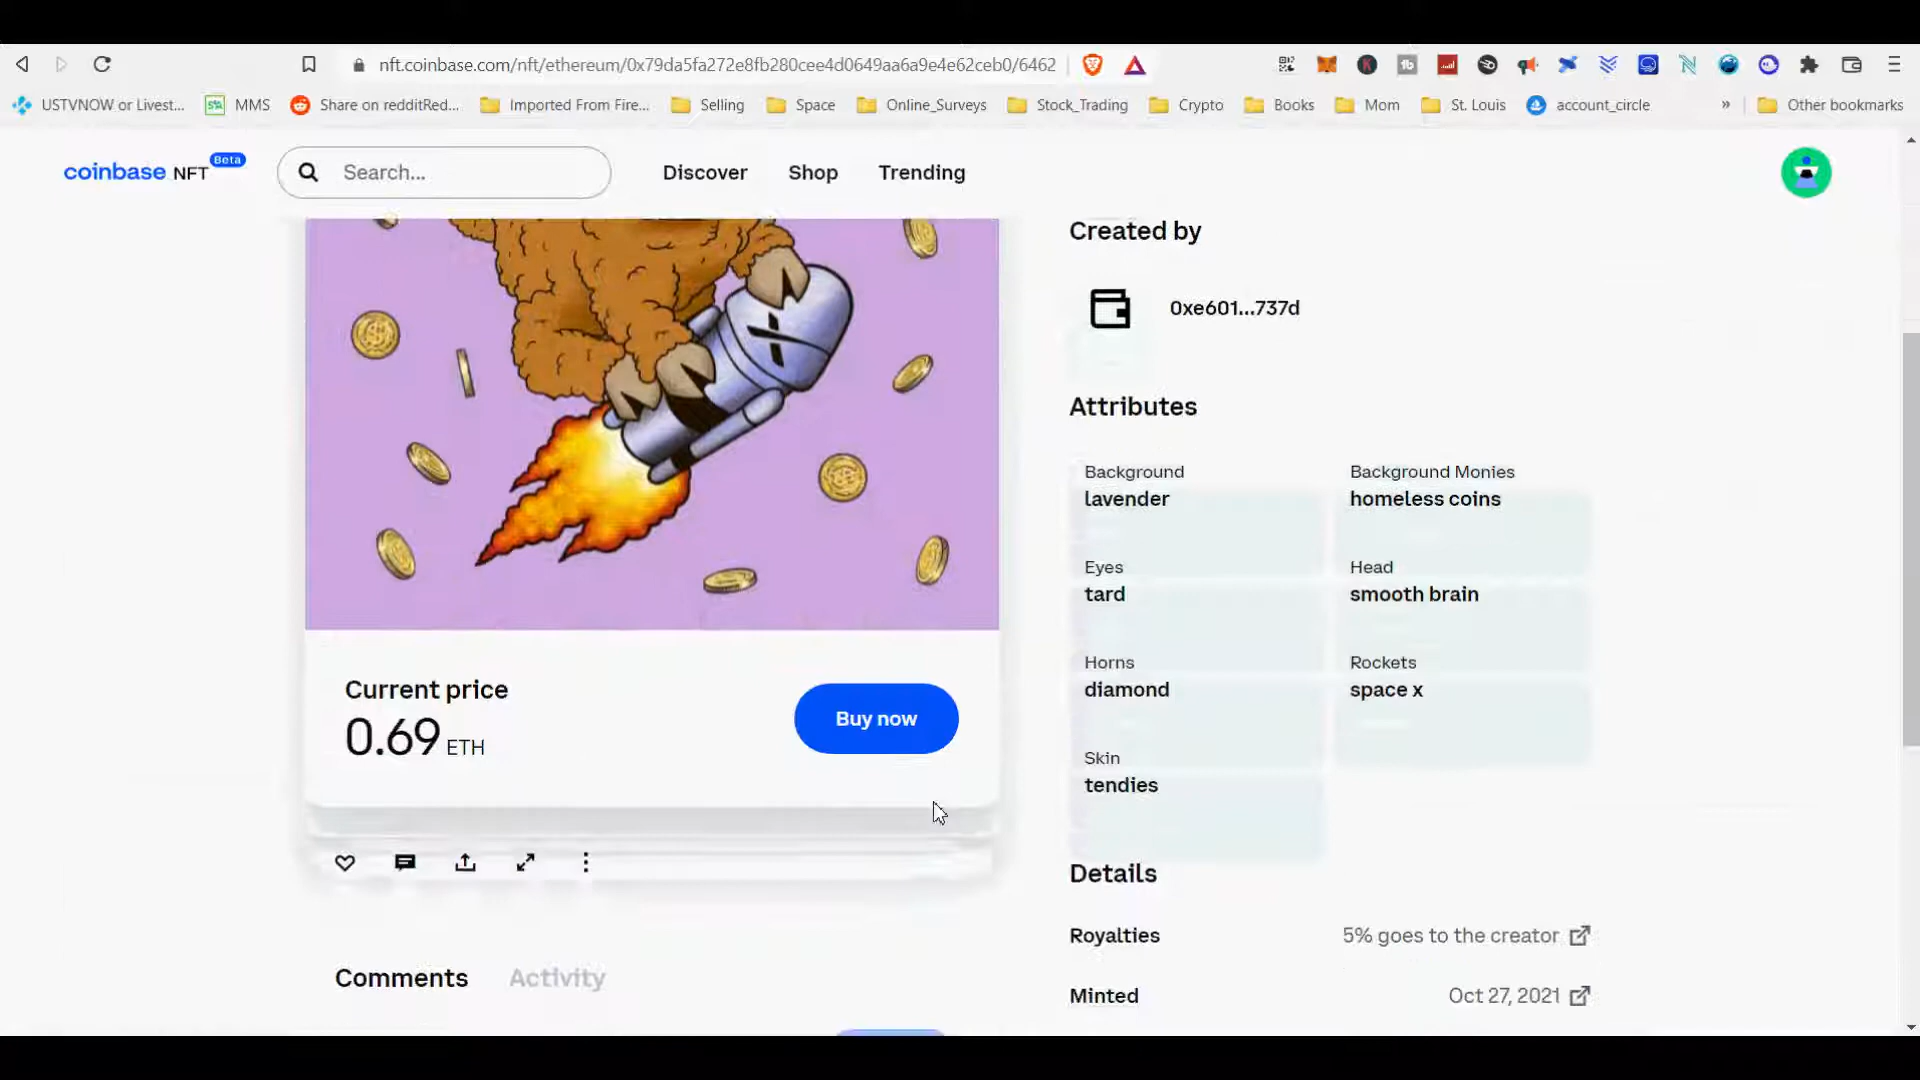 nft.coinbase.com/nft/ethereum/0x79da5fa272e8fb280cee4d0649aa6a9e4e62ceb0/6462
USTVNOW or Livest...
MMS
Share on redditRed...
Imported From Fire...
Selling
Space
Online_Surveys
Stock_Trading
Crypto
Books
Mom
St. Louis
account_circle
»
Other bookmarks
coinbase NFT Beta
Search...
Discover
Shop
Trending
Created by
0xe601...737d
Attributes
Background
lavender
Background Monies
homeless coins
Eyes
tard
Head
smooth brain
Horns
diamond
Rockets
space x
Skin
tendies
Current price
0.69 ETH
Buy now
Details
Royalties
5% goes to the creator
Minted
Oct 27, 2021
Comments
Activity